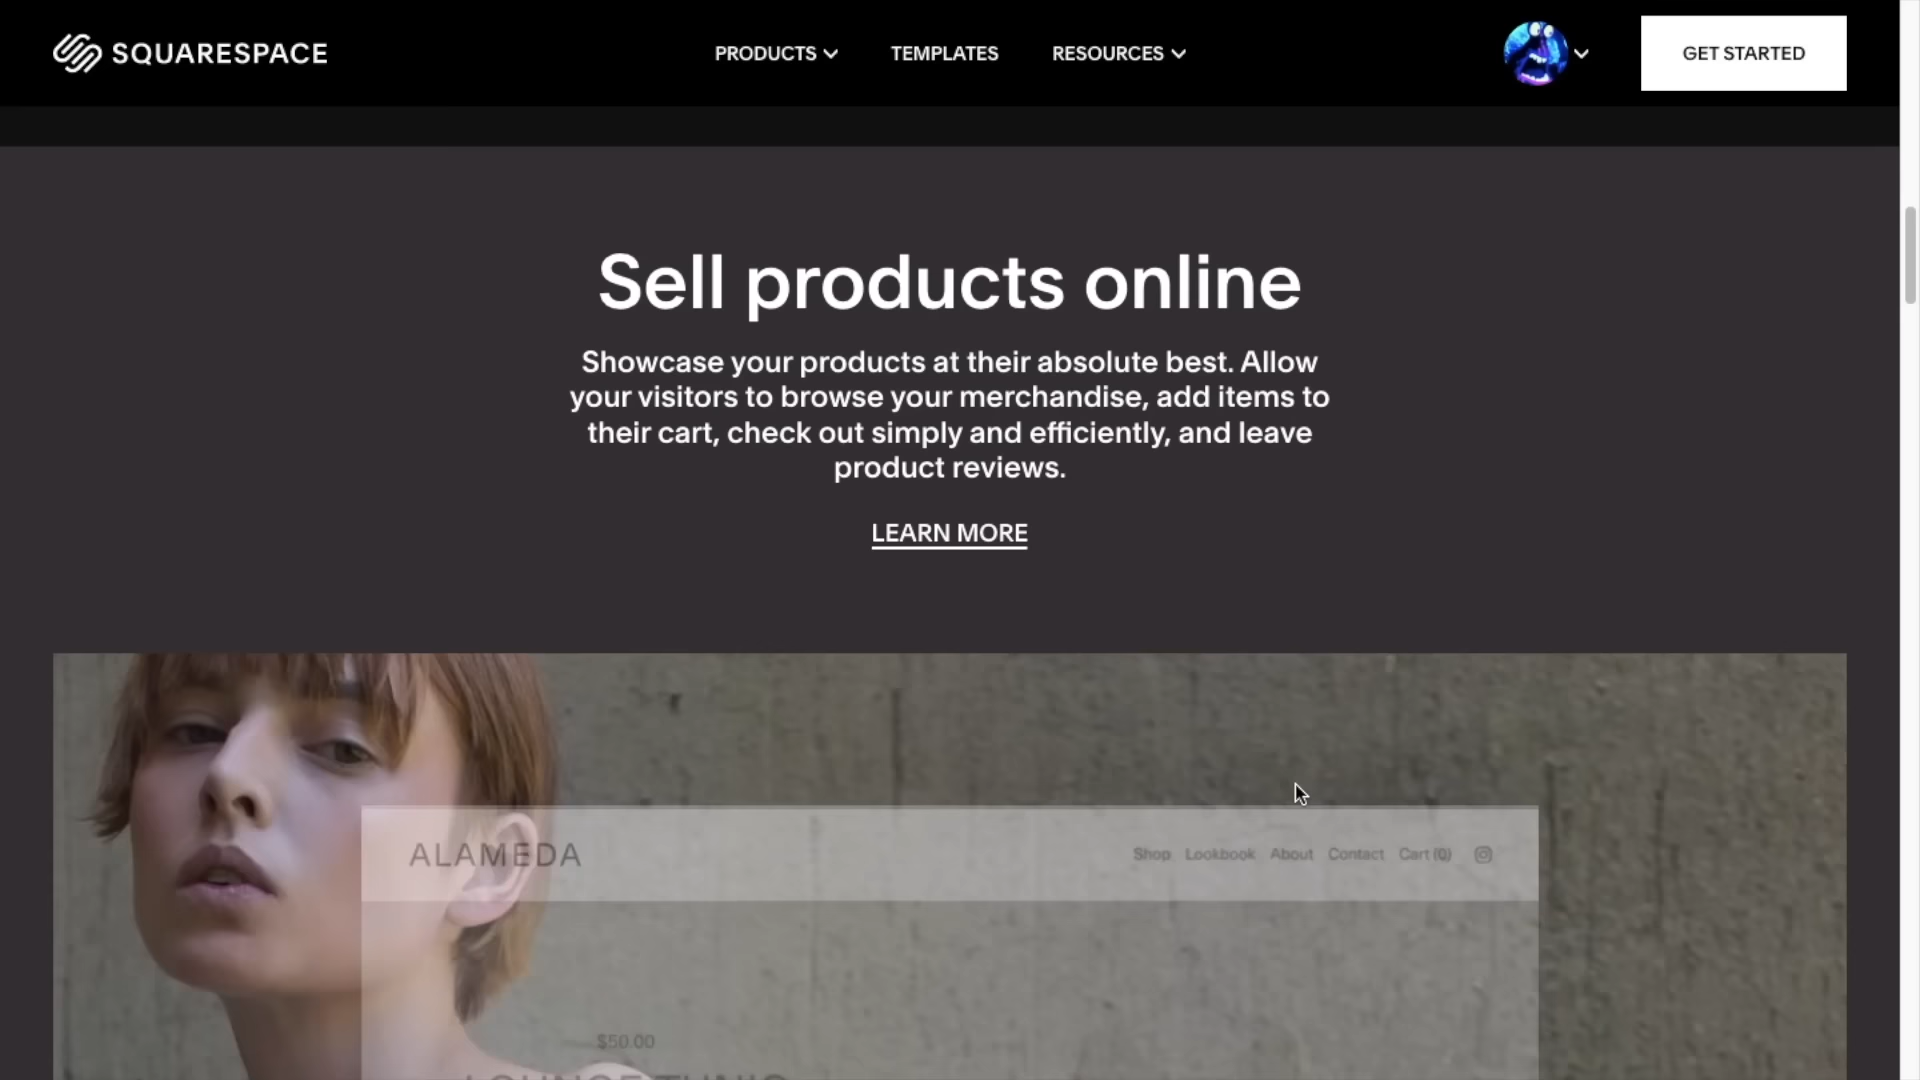 SQUARESPACE
PRODUCTS
TEMPLATES
RESOURCES
GET STARTED
Sell products online
Showcase your products at their absolute best. Allow
your visitors to browse your merchandise, add items to
their cart, check out simply and efficiently, and leave
product reviews.
LEARN MORE
ALAMEDA
Shop Lookbook About Contact Cart (0)
$50.00
LOUNGE TUNIC